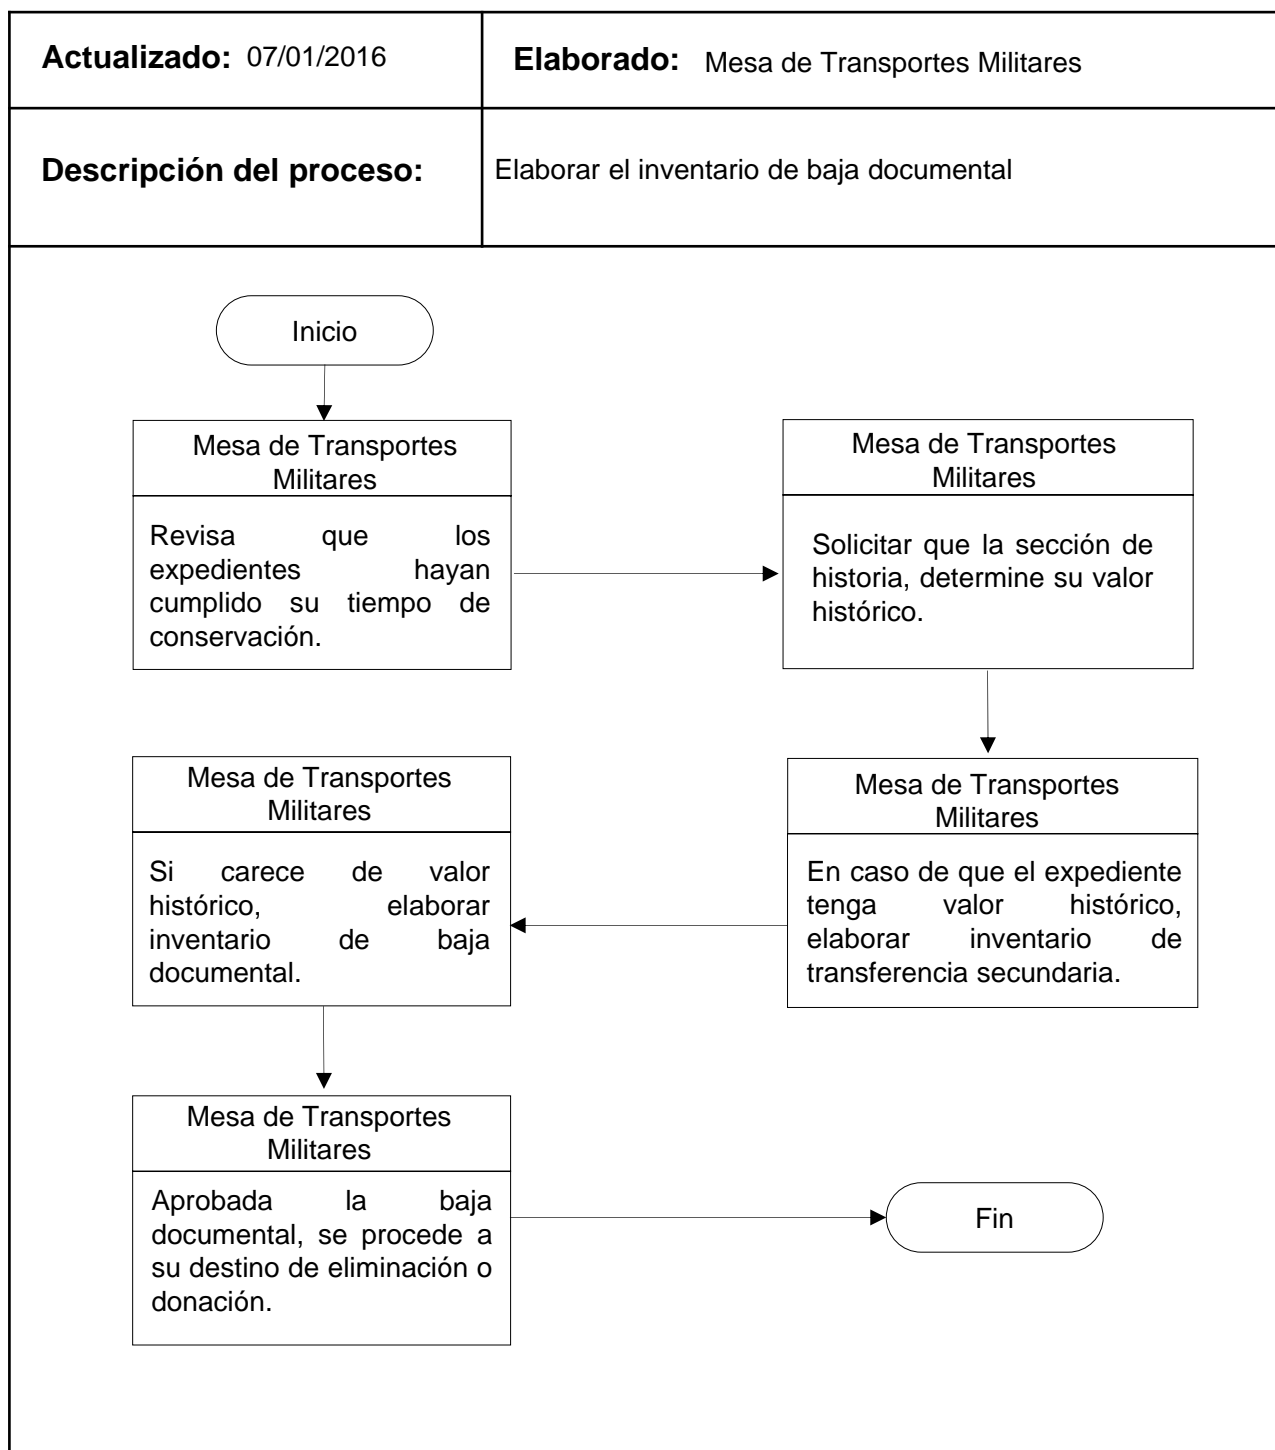 Actualizado: 07/01/2016
Elaborado: Mesa de Transportes Militares
Descripción del proceso:
Elaborar el inventario de baja documental
Inicio
Mesa de Transportes
Militares
Revisa que los
expedientes hayan
cumplido su tiempo de
conservación.
Mesa de Transportes
Militares
Solicitar que la sección de
historia, determine su valor
histórico.
Mesa de Transportes
Militares
En caso de que el expediente
tenga valor histórico,
elaborar inventario de
transferencia secundaria.
Mesa de Transportes
Militares
Si carece de valor
histórico, elaborar
inventario de baja
documental.
Mesa de Transportes
Militares
Aprobada la baja
documental, se procede a
su destino de eliminación o
donación.
Fin